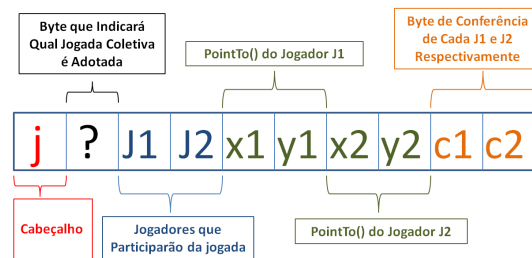 Byte que Indicará
Qual Jogada Coletiva
é Adotada
PointTo() do Jogador J1
Byte de Conferência
de Cada J1 e J2
Respectivamente
j ? J1 J2 x1 y1 x2 y2 c1 c2
Cabeçalho
Jogadores que
Participarão da jogada
PointTo() do Jogador J2